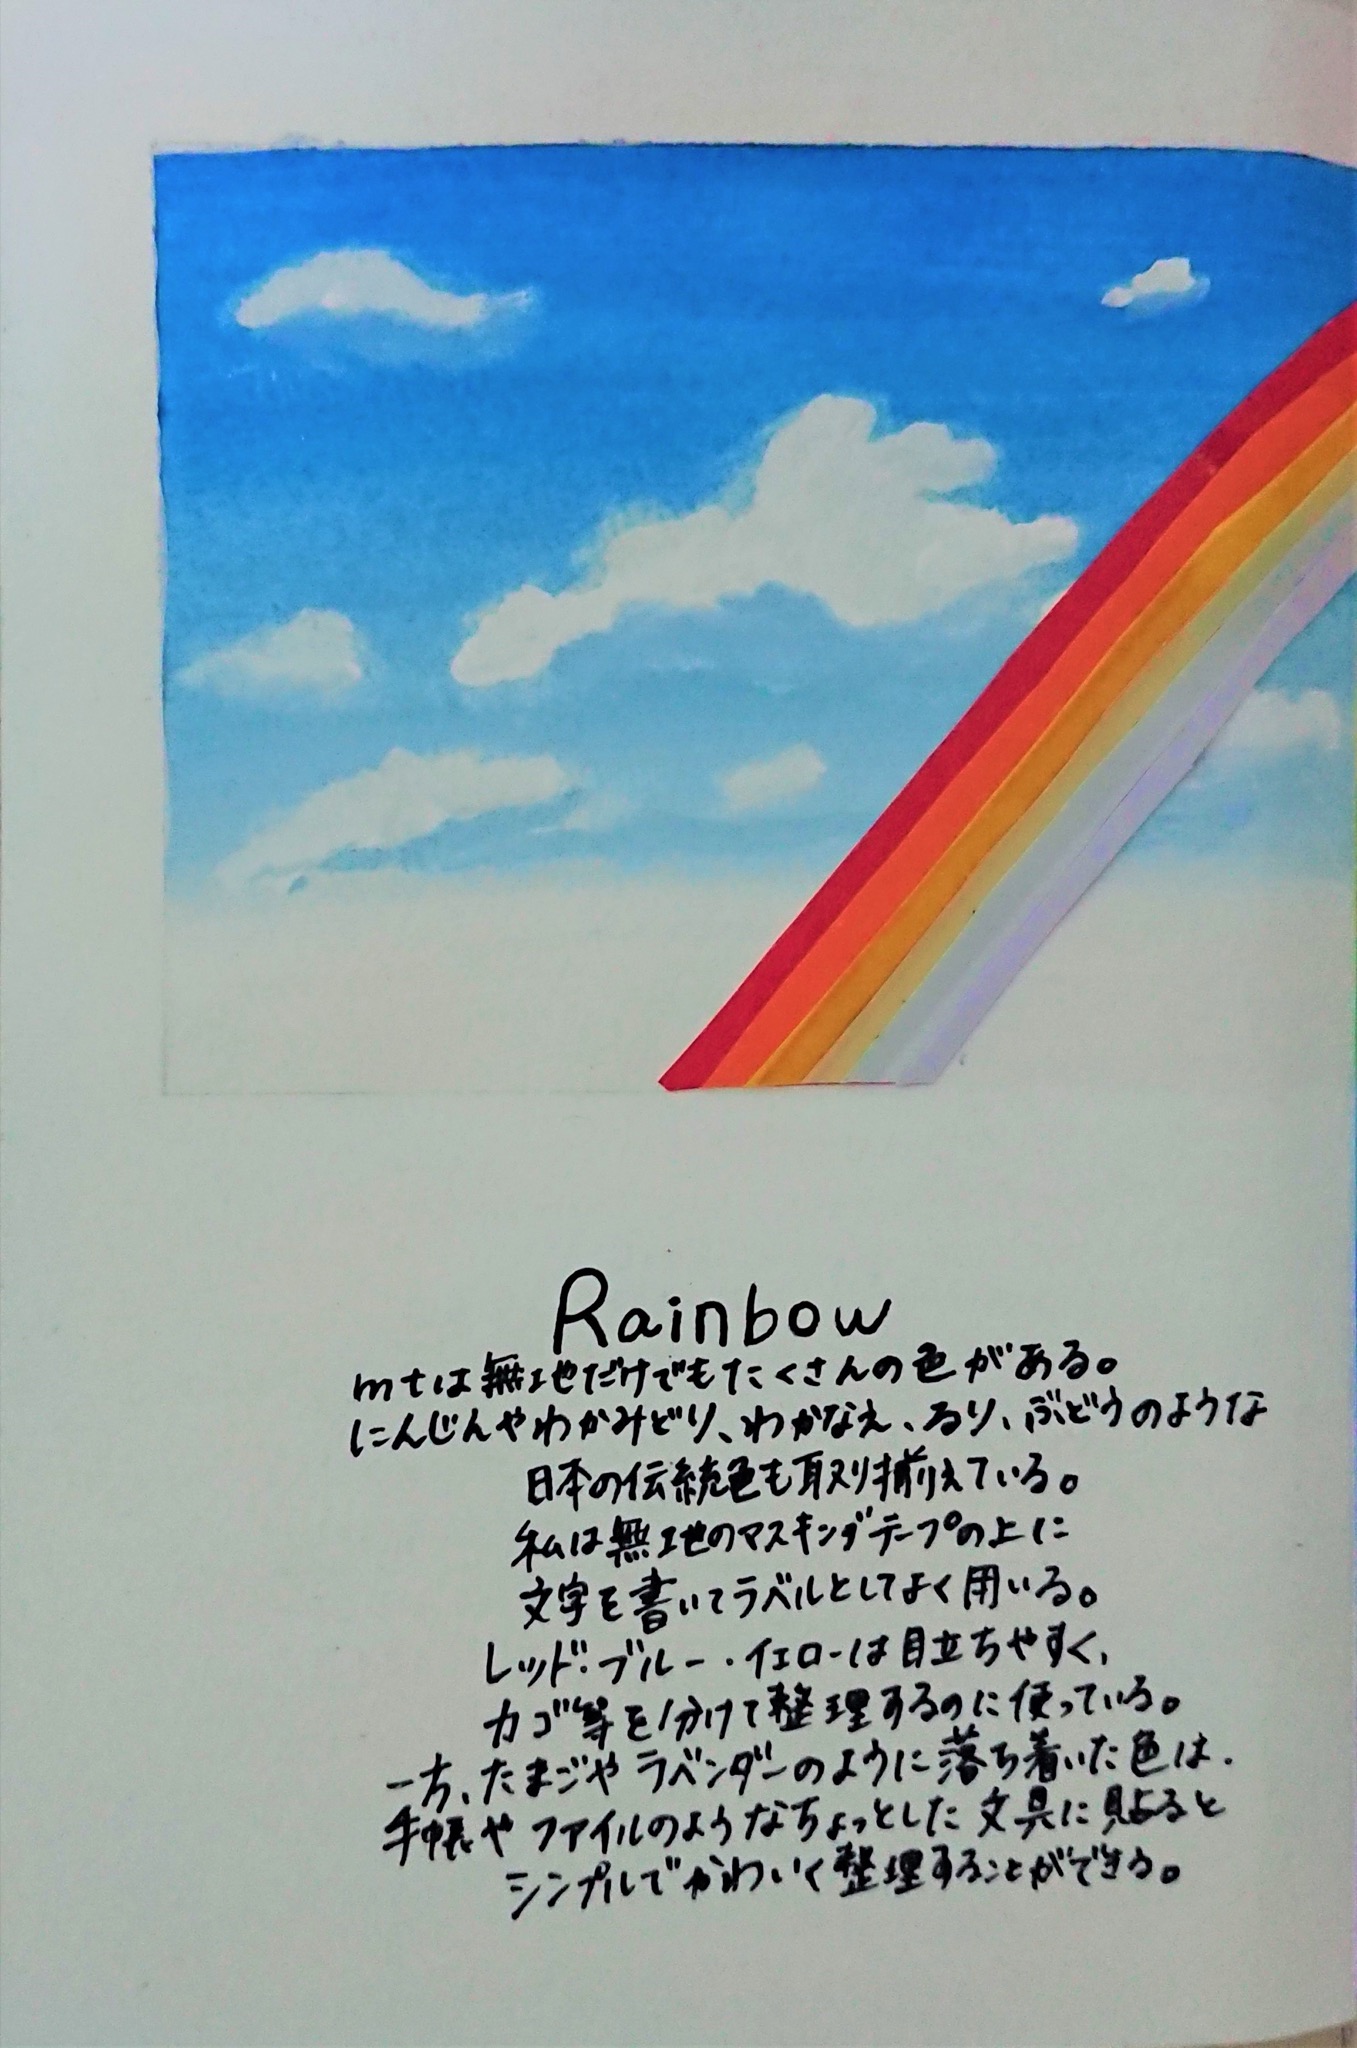 Rainbow
mtは無地だけでもたくさんの色がある。
にんじんやわかみどり、わかなえ、るり、ぶどうのような
日本の伝統色も取り揃えている。
私は無地のマスキングテープの上に
文字を書いてラベルとしてよく用いる。
レッド・ブルー・イエローは目立ちやすく、
カゴ等を分けて整理するのに使っている。
一方、たまごやラベンダーのように落ち着いた色は、
手帳やファイルのようなちょっとした文具に貼ると
シンプルでかわいく整理することができる。